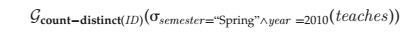 𝒢count−distinct(ID)(σsemester=“Spring”∧year =2010(teaches))